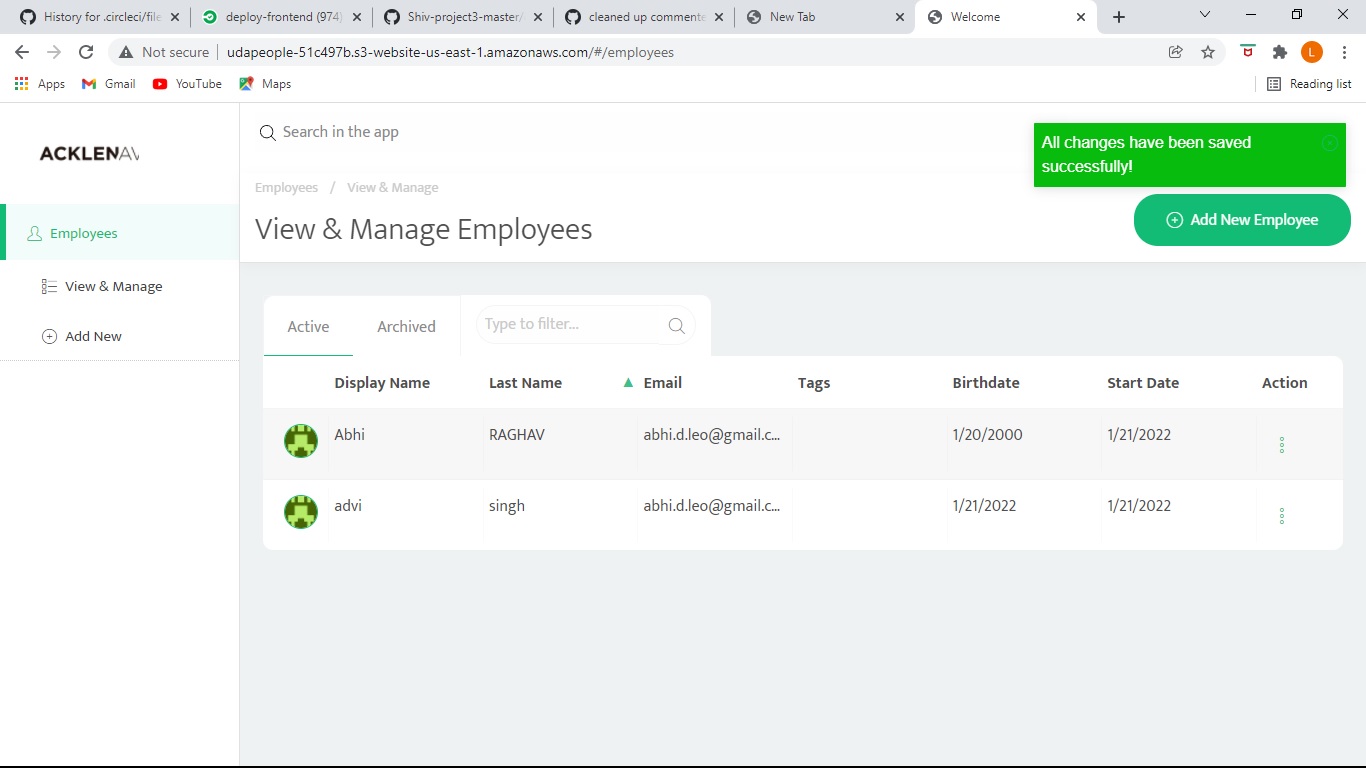 History for .circleci/file
deploy-frontend (974)
Shiv-project3-master/
cleaned up commente
New Tab
Welcome
Not secure
udapeople-51c497b.s3-website-us-east-1.amazonaws.com/#/employees
L
Apps
Gmail
YouTube
Maps
Reading list
ACKLENAV
Search in the app
All changes have been saved
successfully!
Employees / View & Manage
View & Manage Employees
Add New Employee
Employees
View & Manage
Add New
Active Archived Type to filter...
Display Name Last Name ▲ Email Tags Birthdate Start Date Action
Abhi RAGHAV abhi.d.leo@gmail.c... 1/20/2000 1/21/2022
advi singh abhi.d.leo@gmail.c... 1/21/2022 1/21/2022